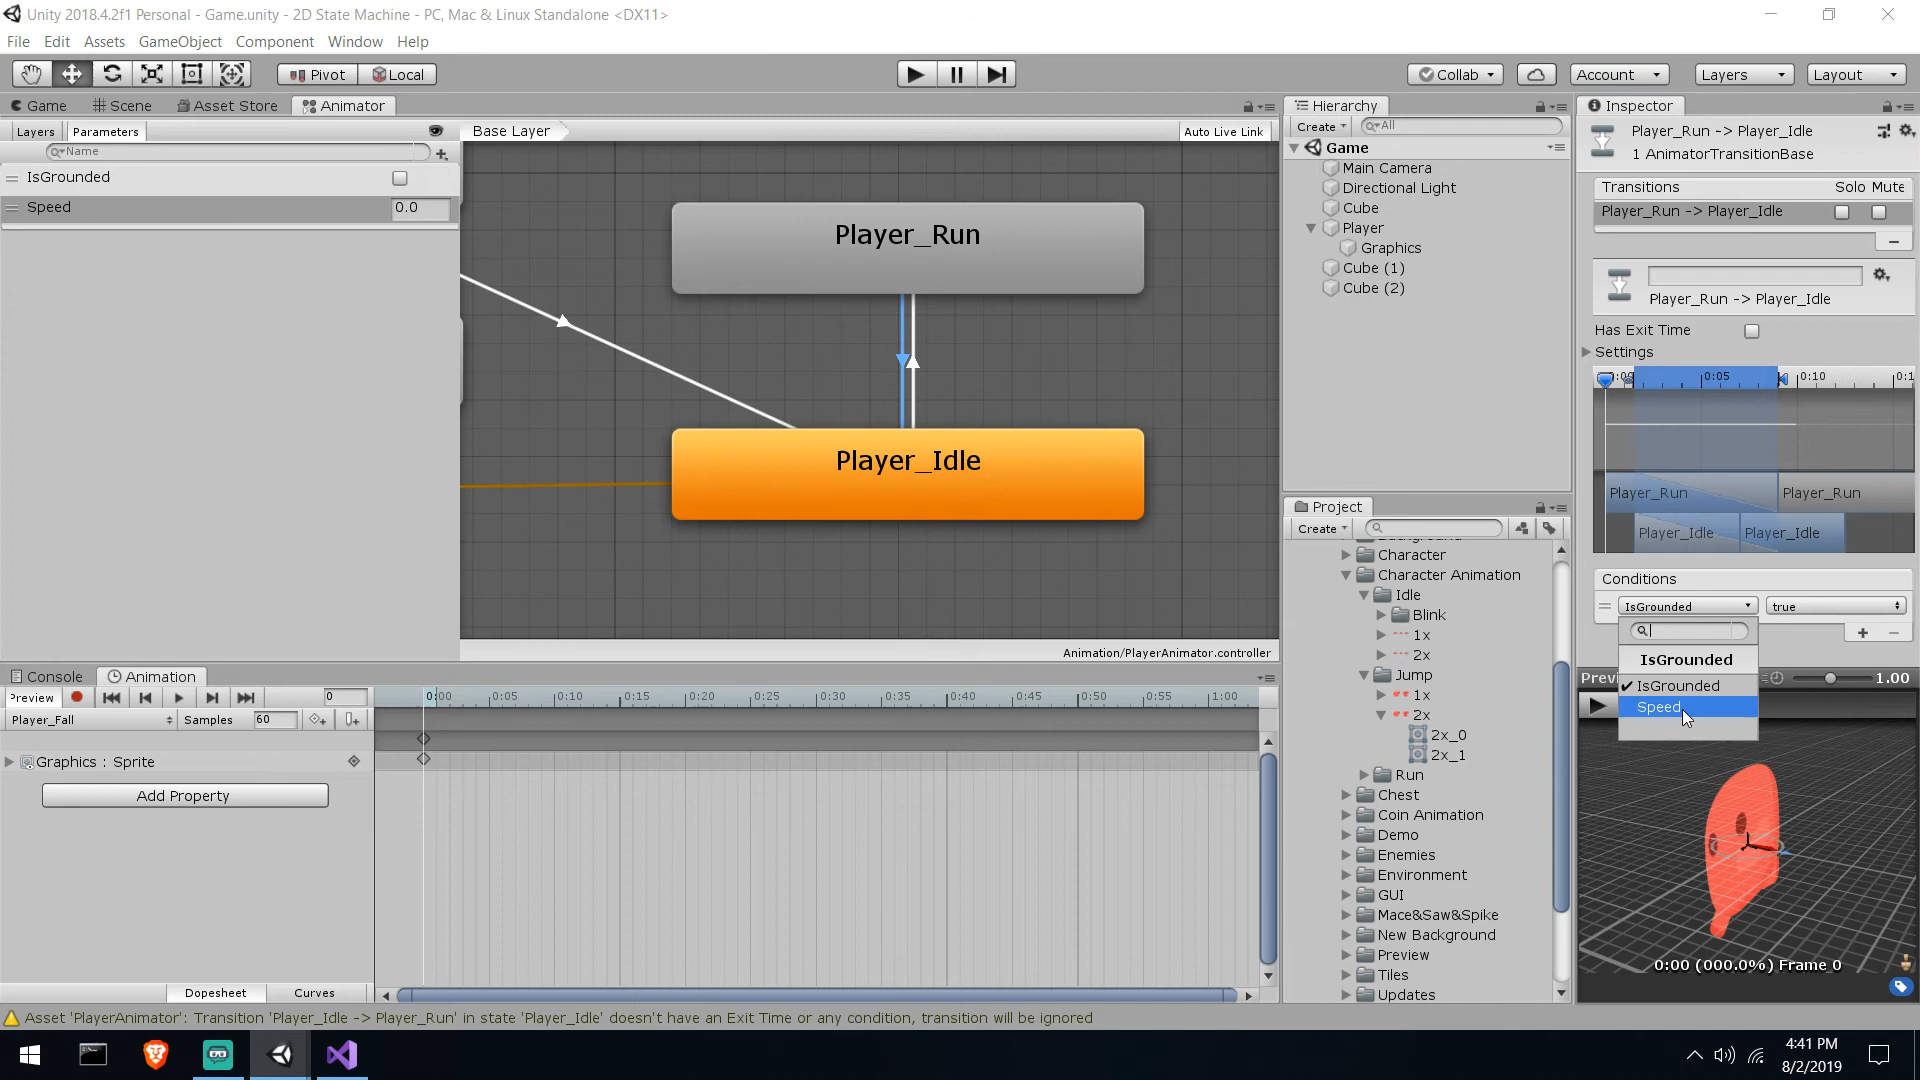 Unity 2018.4.2f1 Personal - Game.unity - 2D State Machine - PC, Mac & Linux Standalone <DX11>
File Edit Assets GameObject Component Window Help
Pivot Local Collab Account Layers Layout
Game Scene Asset Store Animator
Layers Parameters
Name
IsGrounded
Speed 0.0
Base Layer Auto Live Link
Player_Run
Player_Idle
Animation/PlayerAnimator.controller
Hierarchy
Create All
Game
Main Camera
Directional Light
Cube
Player
Graphics
Cube (1)
Cube (2)
Project
Create
Character
Character Animation
Idle
Blink
1x
2x
Jump
1x
2x
2x_0
2x_1
Run
Chest
Coin Animation
Demo
Enemies
Environment
GUI
Mace&Saw&Spike
New Background
Preview
Tiles
Updates
Inspector
Player_Run -> Player_Idle
1 AnimatorTransitionBase
Transitions Solo Mute
Player_Run -> Player_Idle
Player_Run -> Player_Idle
Has Exit Time
Settings
0:05 0:10
Player_Run Player_Run
Player_Idle Player_Idle
Conditions
IsGrounded true
IsGrounded
IsGrounded
Speed
1.00
0:00 (000.0%) Frame 0
Console Animation
Preview 0 0:00 0:05 0:10 0:15 0:20 0:25 0:30 0:35 0:40 0:45 0:50 0:55 1:00
Player_Fall Samples 60
Graphics : Sprite
Add Property
Dopesheet Curves
Asset 'PlayerAnimator': Transition 'Player_Idle -> Player_Run' in state 'Player_Idle' doesn't have an Exit Time or any condition, transition will be ignored
4:41 PM
8/2/2019